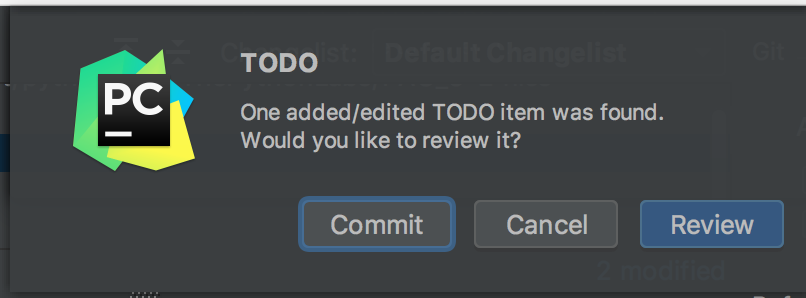 Changelist: Default Changelist Git
TODO
PC
One added/edited TODO item was found.
Would you like to review it?
Commit Cancel Review
2 modified